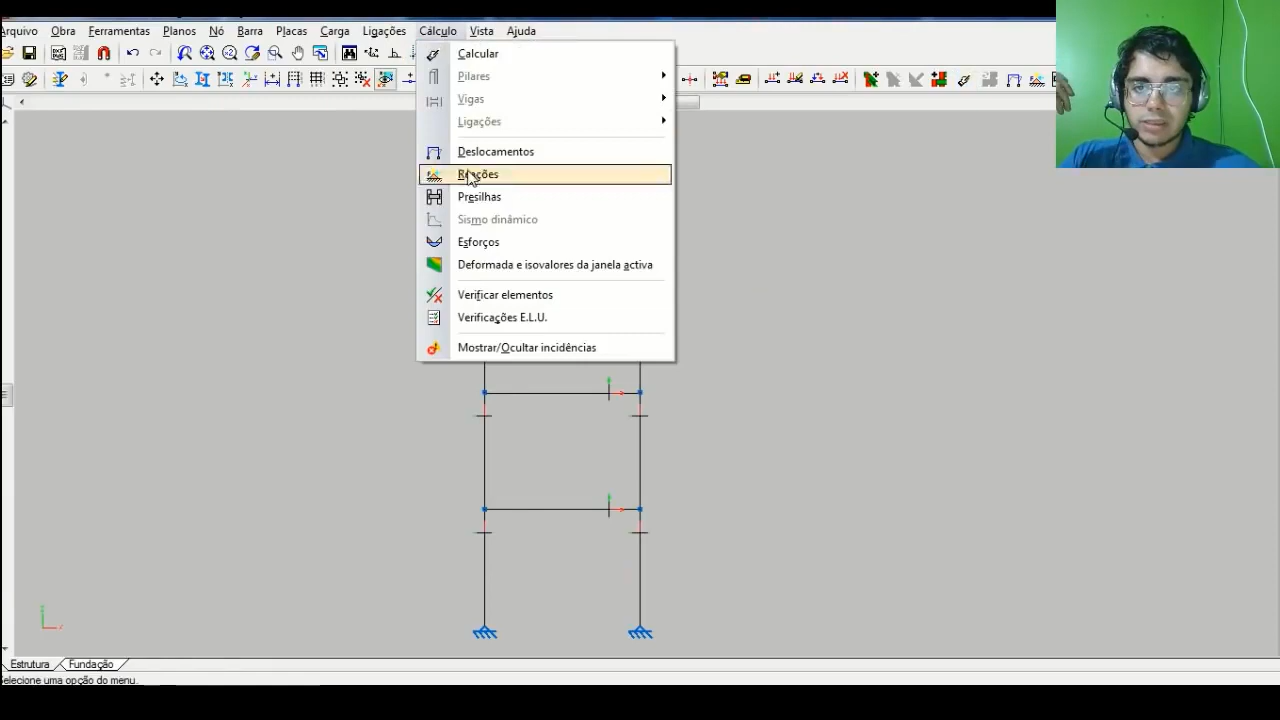 Arquivo Obra Ferramentas Planos Nó Barra Placas Carga Ligações Cálculo Vista Ajuda
Calcular
Pilares
Vigas
Ligações
Deslocamentos
Reações
Presilhas
Sismo dinâmico
Esforços
Deformada e isovalores da janela activa
Verificar elementos
Verificações E.L.U.
Mostrar/Ocultar incidências
Estrutura Fundação
Selecione uma opção do menu.